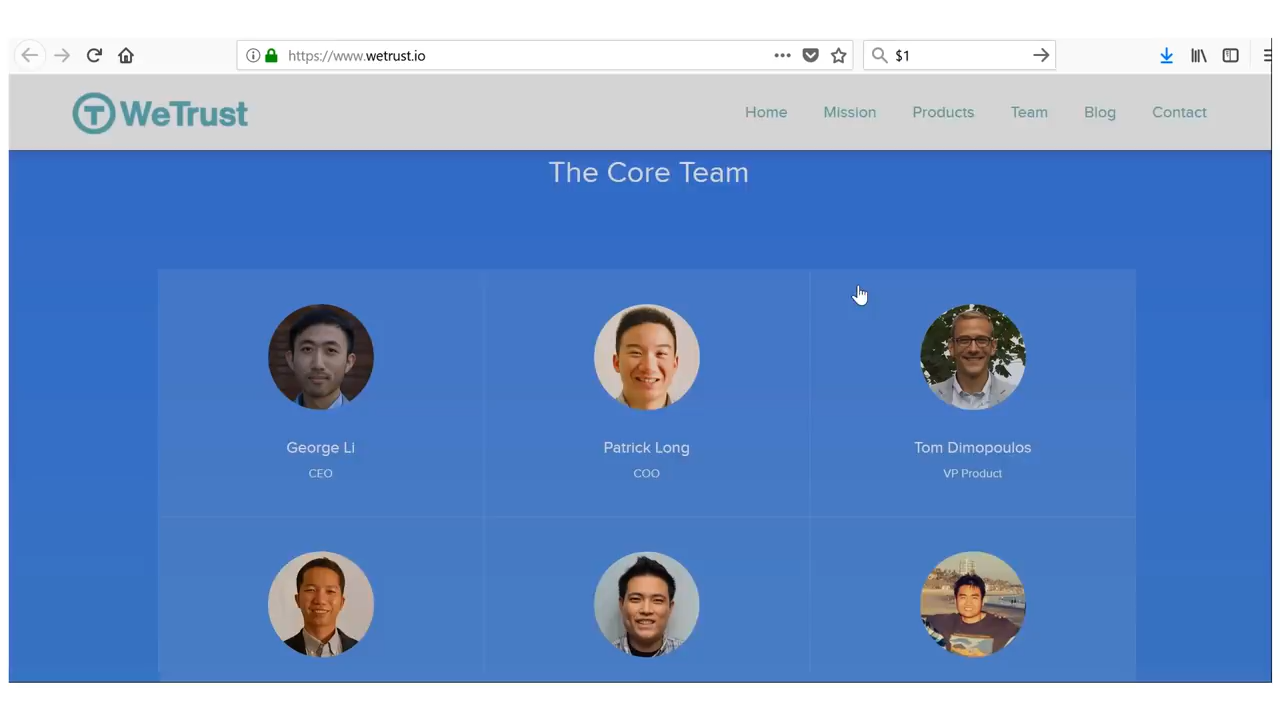 https://www.wetrust.io
$1
WeTrust
Home
Mission
Products
Team
Blog
Contact
The Core Team
George Li
CEO
Patrick Long
COO
Tom Dimopoulos
VP Product